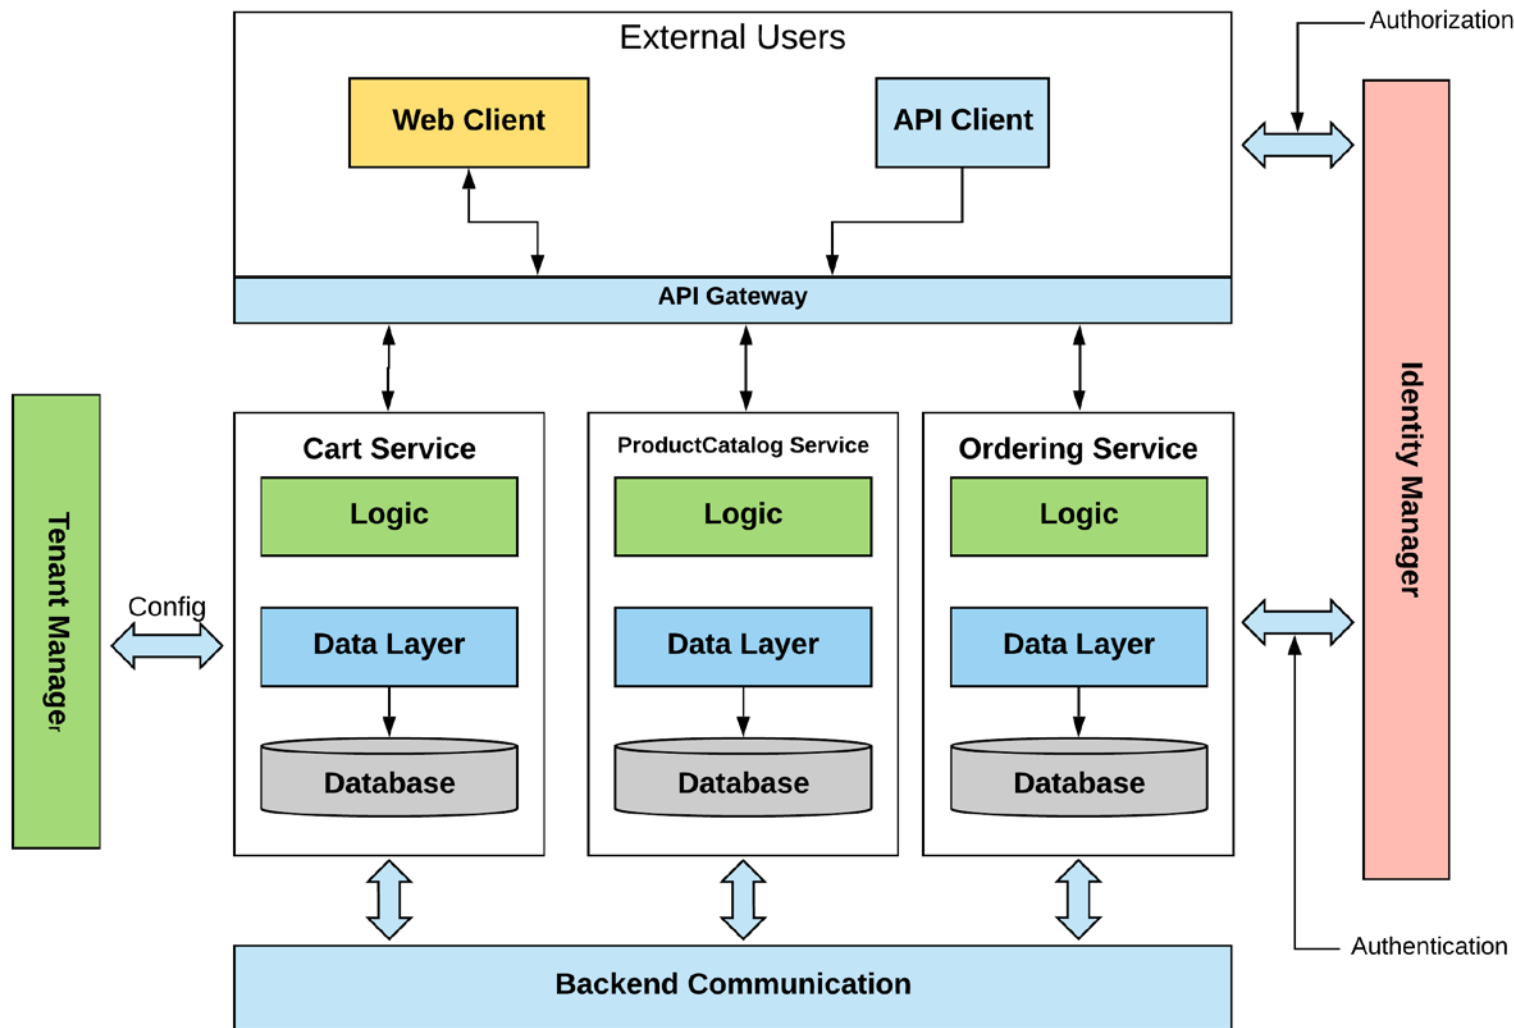 External Users
Authorization
Web Client
API Client
API Gateway
Identity Manager
Tenant Manager
Config
Cart Service
Logic
Data Layer
Database
ProductCatalog Service
Logic
Data Layer
Database
Ordering Service
Logic
Data Layer
Database
Authentication
Backend Communication